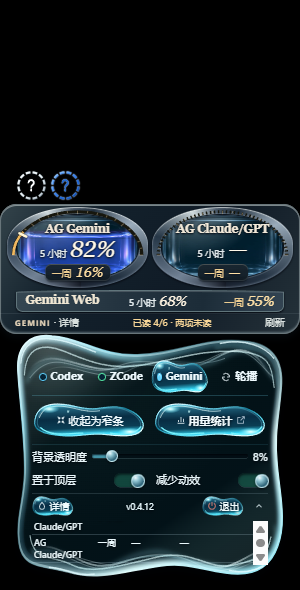 ? ?
AG Gemini AG Claude/GPT
5 小时 82% 5 小时 —
一周 16% 一周 —
Gemini Web 5 小时 68% 一周 55%
GEMINI · 详情 已读 4/6 · 两项未读 刷新
Codex ZCode Gemini 轮播
收起为窄条 用量统计
背景透明度 8%
置于顶层 减少动效
详情 v0.4.12 退出
Claude/GPT
AG 一周 — —
Claude/GPT